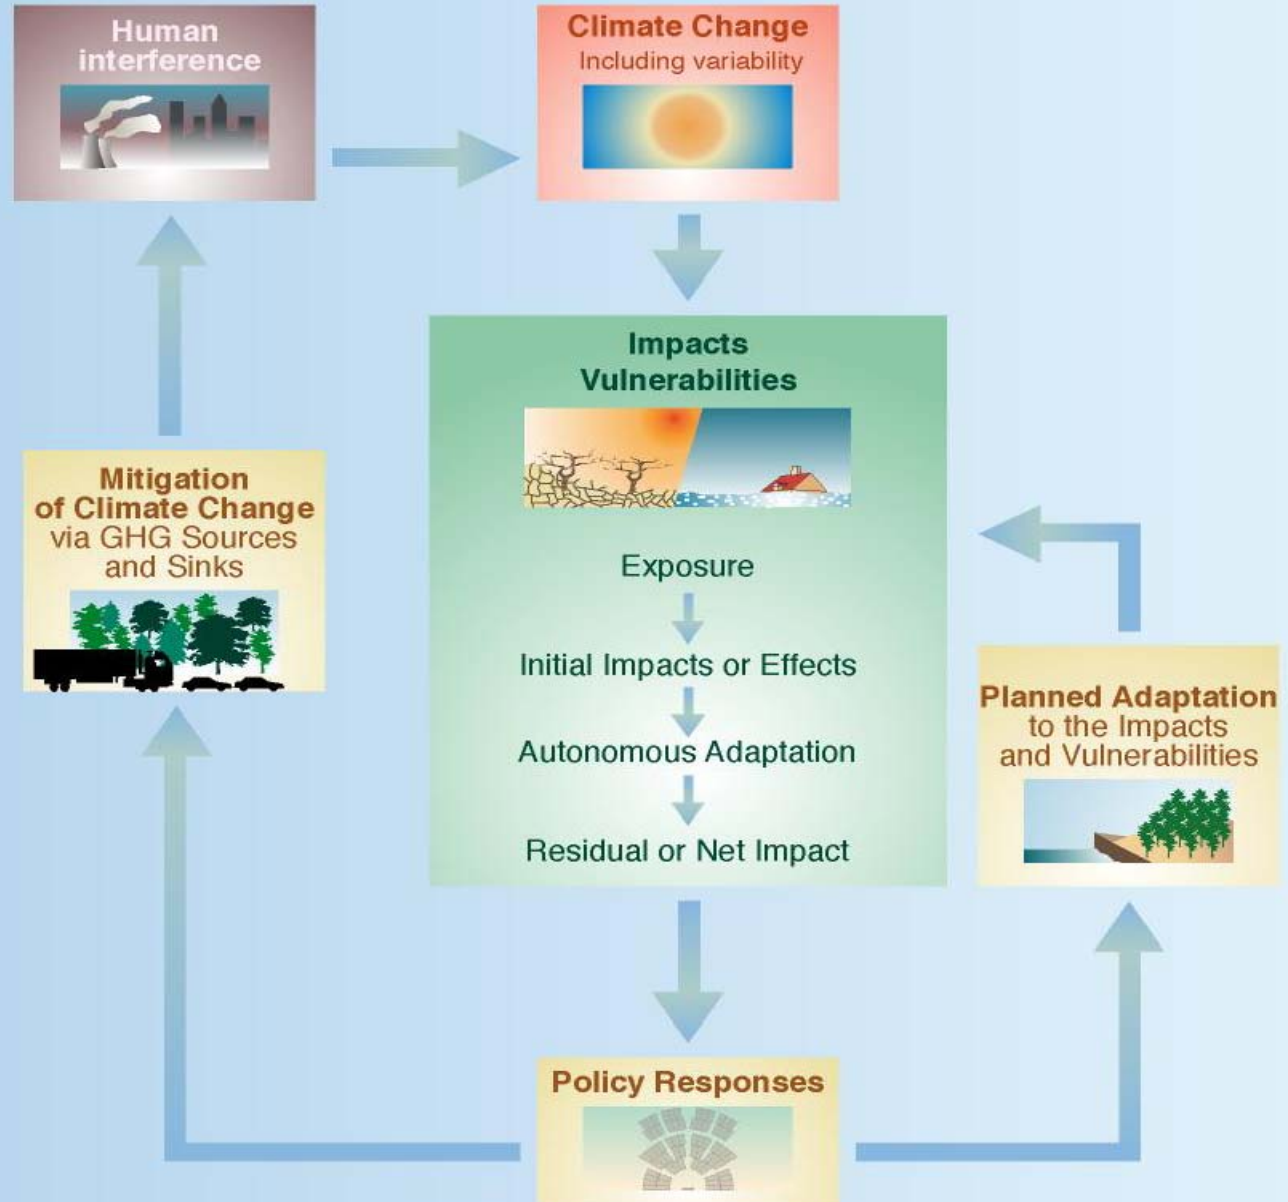 Human
interference
Climate Change
Including variability
Impacts
Vulnerabilities
Exposure
Initial Impacts or Effects
Autonomous Adaptation
Residual or Net Impact
Mitigation
of Climate Change
via GHG Sources
and Sinks
Planned Adaptation
to the Impacts
and Vulnerabilities
Policy Responses